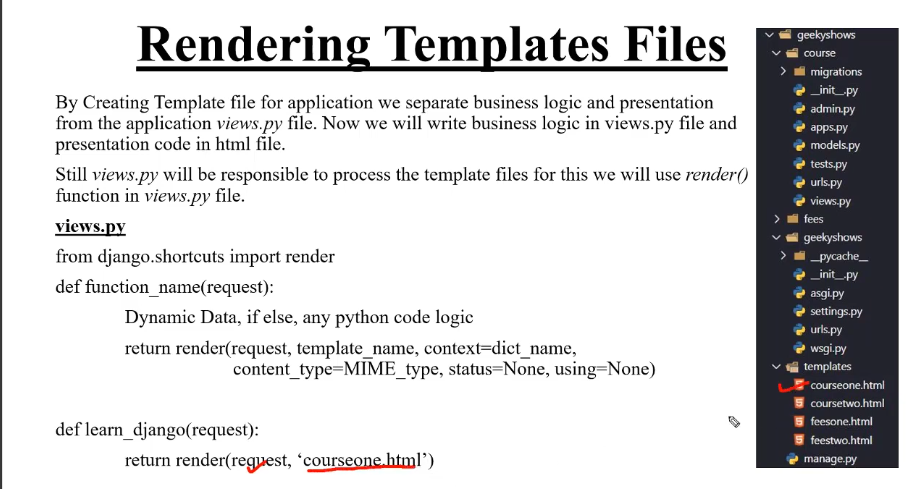 Rendering Templates Files
By Creating Template file for application we separate business logic and presentation
from the application views.py file. Now we will write business logic in views.py file and
presentation code in html file.
Still views.py will be responsible to process the template files for this we will use render()
function in views.py file.
views.py
from django.shortcuts import render
def function_name(request):
Dynamic Data, if else, any python code logic
return render(request, template_name, context=dict_name,
content_type=MIME_type, status=None, using=None)
def learn_django(request):
return render(request, ‘courseone.html’)
geekyshows
course
migrations
__init__.py
admin.py
apps.py
models.py
tests.py
urls.py
views.py
fees
geekyshows
__pycache__
__init__.py
asgi.py
settings.py
urls.py
wsgi.py
templates
courseone.html
coursetwo.html
feesone.html
feestwo.html
manage.py